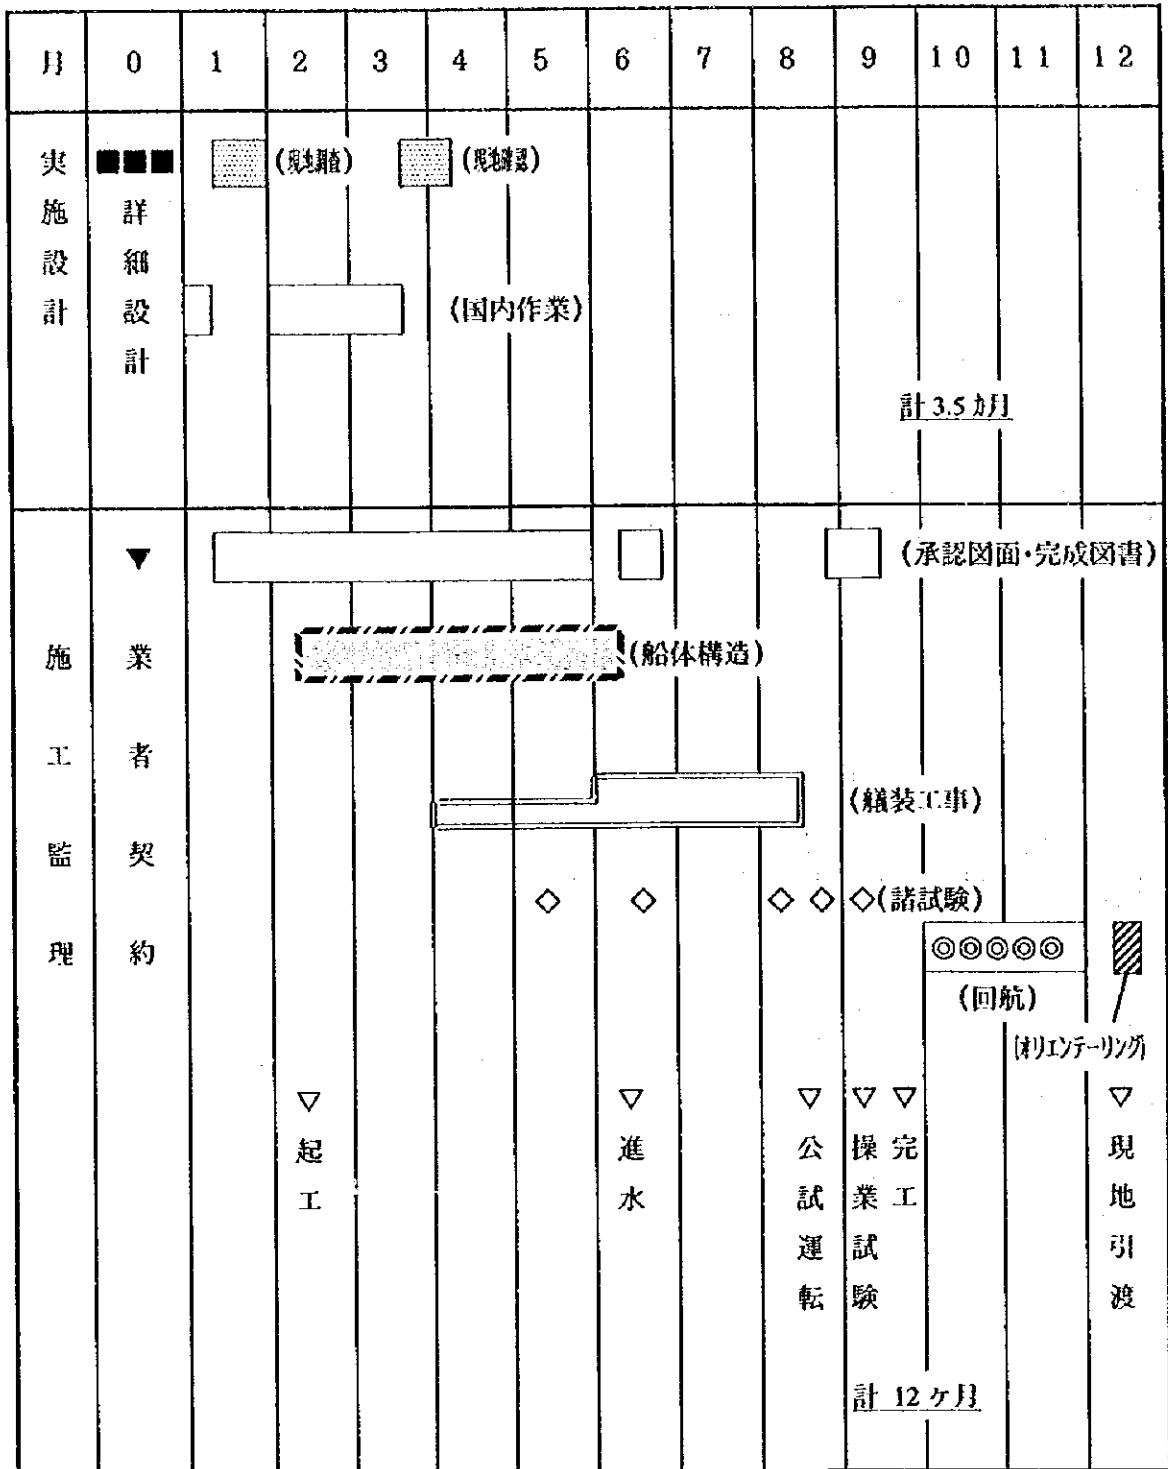 月 0 1 2 3 4 5 6 7 8 9 10 11 12
実施設計
詳細設計
(現地調査)
(現地確認)
(国内作業)
計 3.5 カ月
施工監理
業者契約
(承認図面・完成図書)
(船体構造)
(艤装工事)
(諸試験)
(回航)
(オリエンテーリング)
起工
進水
公試運転
操業試験
完工
現地引渡
計 12 ヶ月